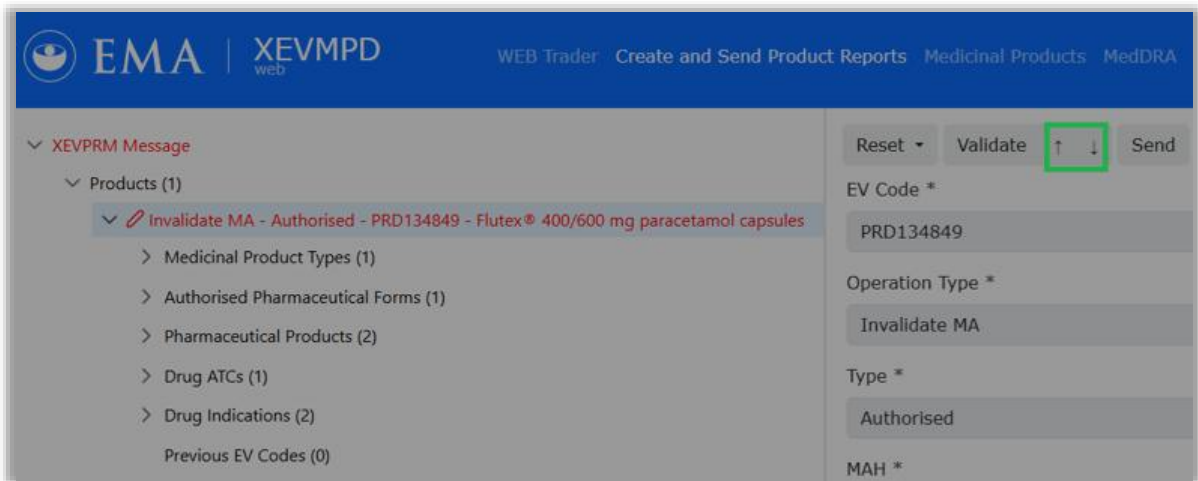 EMA | XEVMPD
web
WEB Trader Create and Send Product Reports Medicinal Products MedDRA
XEVPRM Message
Products (1)
Invalidate MA - Authorised - PRD134849 - Flutex® 400/600 mg paracetamol capsules
Medicinal Product Types (1)
Authorised Pharmaceutical Forms (1)
Pharmaceutical Products (2)
Drug ATCs (1)
Drug Indications (2)
Previous EV Codes (0)
Reset Validate ↑ ↓ Send
EV Code *
PRD134849
Operation Type *
Invalidate MA
Type *
Authorised
MAH *